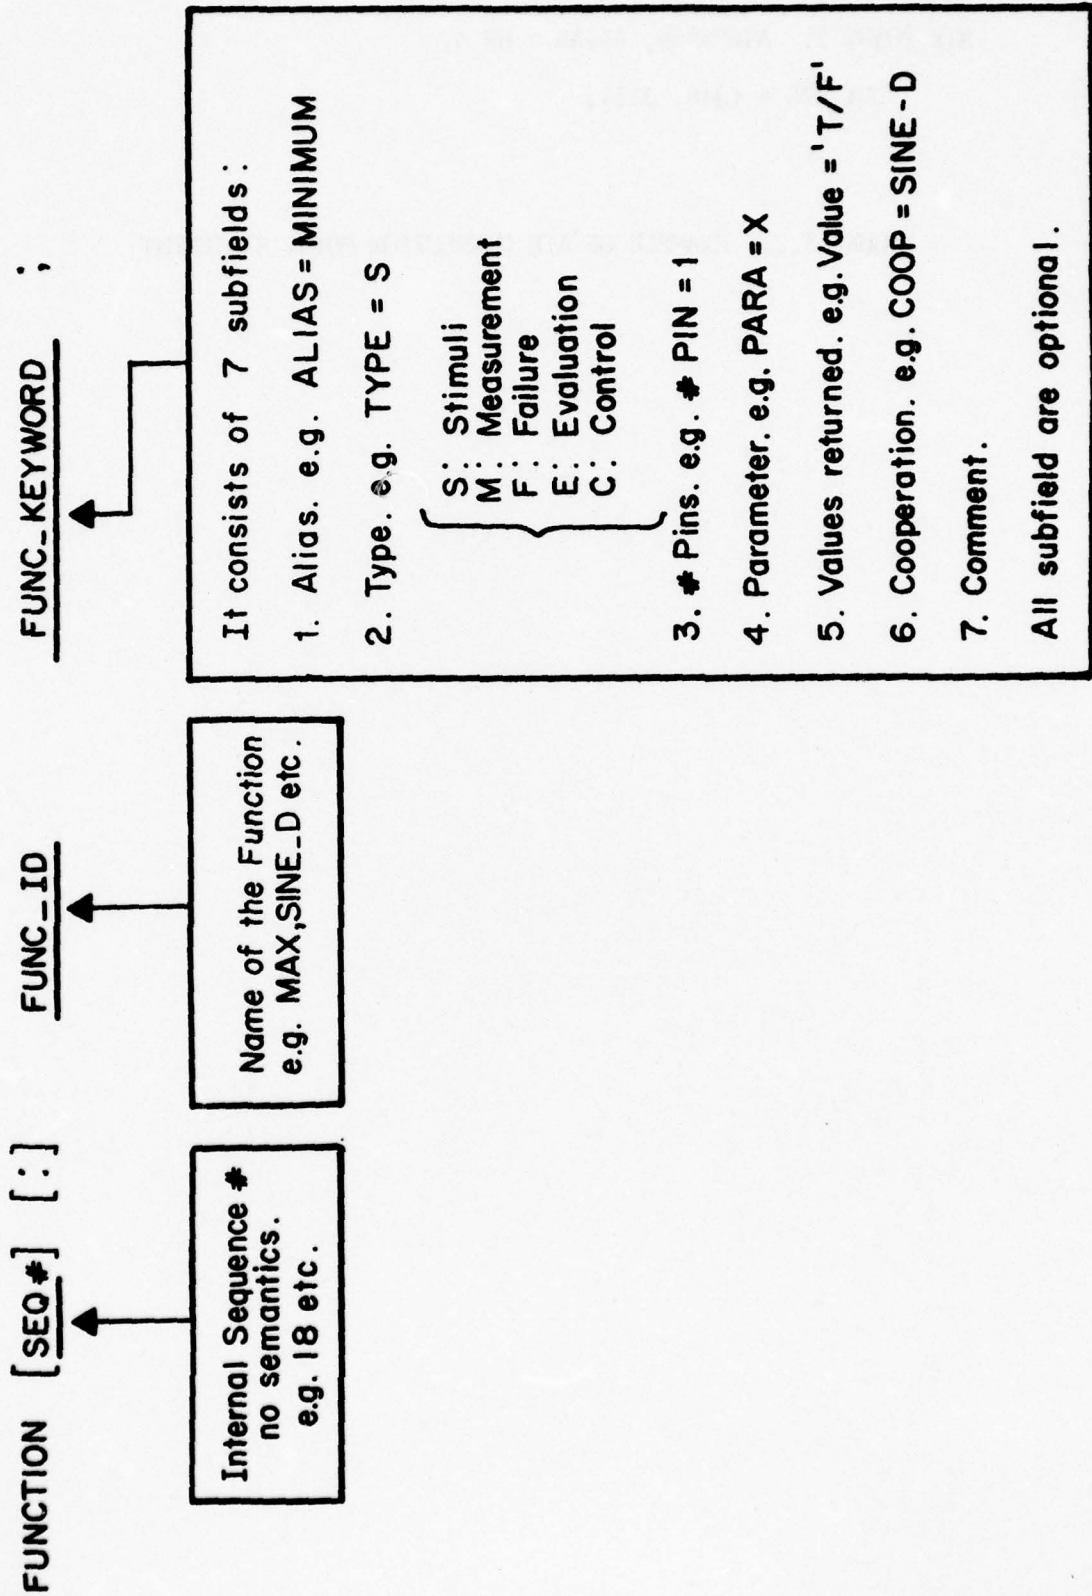 FUNCTION [SEQ#] [:] FUNC_ID FUNC_KEYWORD ;
Internal Sequence #
no semantics.
e.g. 18 etc.
Name of the Function
e.g. MAX,SINE_D etc.
It consists of 7 subfields:
1. Alias. e.g. ALIAS=MINIMUM
2. Type. e.g. TYPE = S
S: Stimuli
M: Measurement
F: Failure
E: Evaluation
C: Control
3. # Pins. e.g. # PIN = 1
4. Parameter. e.g. PARA = X
5. Values returned. e.g. Value = 'T/F'
6. Cooperation. e.g. COOP = SINE-D
7. Comment.
All subfield are optional.